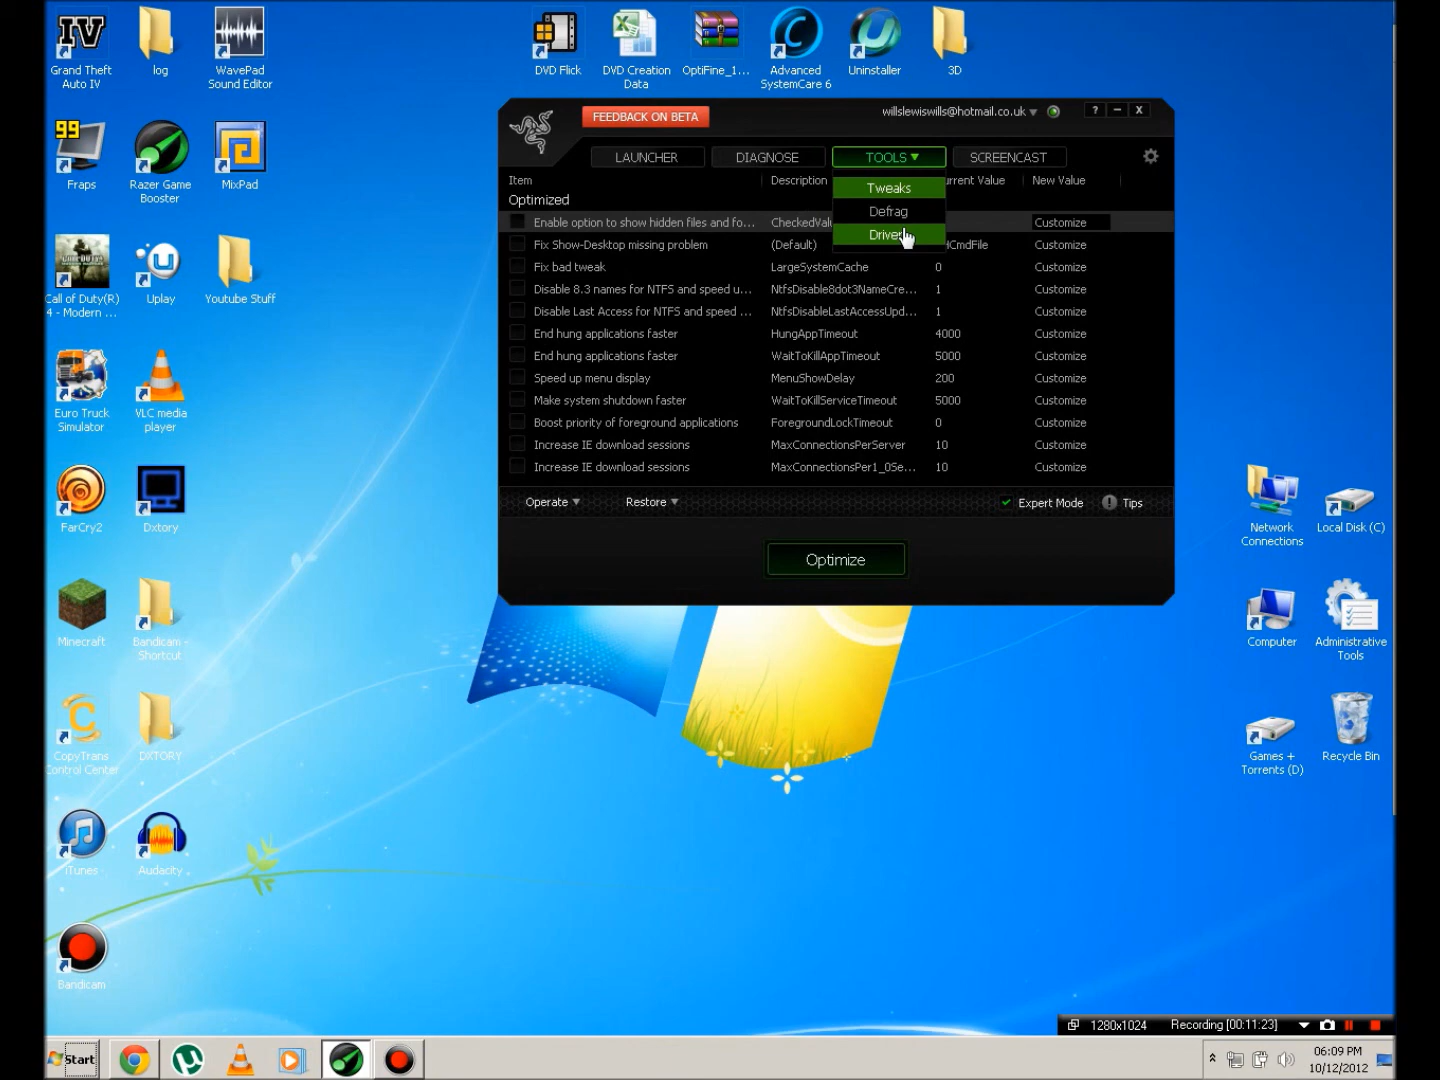 IV
Grand Theft
Auto IV
log
WavePad
Sound Editor
DVD Flick
DVD Creation
Data
OptiFine_1...
Advanced
SystemCare 6
Uninstaller
3D
99
Fraps
Razer Game
Booster
MixPad
Call of Duty(R)
4 - Modern ...
Uplay
Youtube Stuff
Euro Truck
Simulator
VLC media
player
FarCry2
Dxtory
Minecraft
Bandicam -
Shortcut
CopyTrans
Control Center
DXTORY
iTunes
Audacity
Bandicam
FEEDBACK ON BETA
willslewiswills@hotmail.co.uk
? – X
LAUNCHER DIAGNOSE TOOLS SCREENCAST
Item Description urrent Value New Value
Tweaks
Defrag
Driver
Optimized
Enable option to show hidden files and fo... CheckedValu Customize
Fix Show-Desktop missing problem (Default) CmdFile Customize
Fix bad tweak LargeSystemCache 0 Customize
Disable 8.3 names for NTFS and speed u... NtfsDisable8dot3NameCre... 1 Customize
Disable Last Access for NTFS and speed ... NtfsDisableLastAccessUpd... 1 Customize
End hung applications faster HungAppTimeout 4000 Customize
End hung applications faster WaitToKillAppTimeout 5000 Customize
Speed up menu display MenuShowDelay 200 Customize
Make system shutdown faster WaitToKillServiceTimeout 5000 Customize
Boost priority of foreground applications ForegroundLockTimeout 0 Customize
Increase IE download sessions MaxConnectionsPerServer 10 Customize
Increase IE download sessions MaxConnectionsPer1_0Se... 10 Customize
Operate Restore Expert Mode Tips
Optimize
Network
Connections
Local Disk (C)
Computer
Administrative
Tools
Games +
Torrents (D)
Recycle Bin
1280x1024 Recording [00:11:23]
Start
06:09 PM
10/12/2012